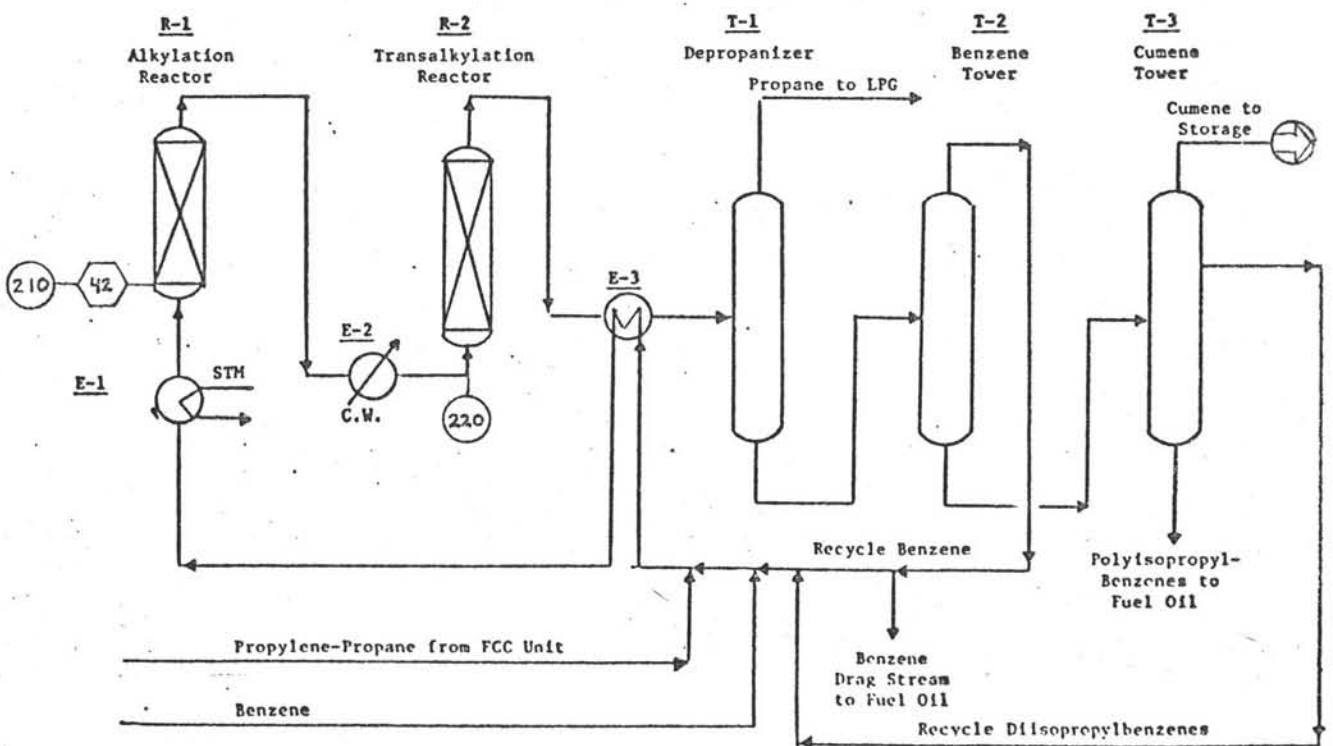 R-1
Alkylation
Reactor
R-2
Transalkylation
Reactor
T-1
Depropanizer
T-2
Benzene
Tower
T-3
Cumene
Tower
Propane to LPG
Cumene to
Storage
210
42
E-3
E-2
E-1
STM
C.W.
220
Recycle Benzene
Polyisopropyl-
Benzenes to
Fuel Oil
Propylene-Propane from FCC Unit
Benzene
Drag Stream
to Fuel Oil
Benzene
Recycle Diisopropylbenzenes